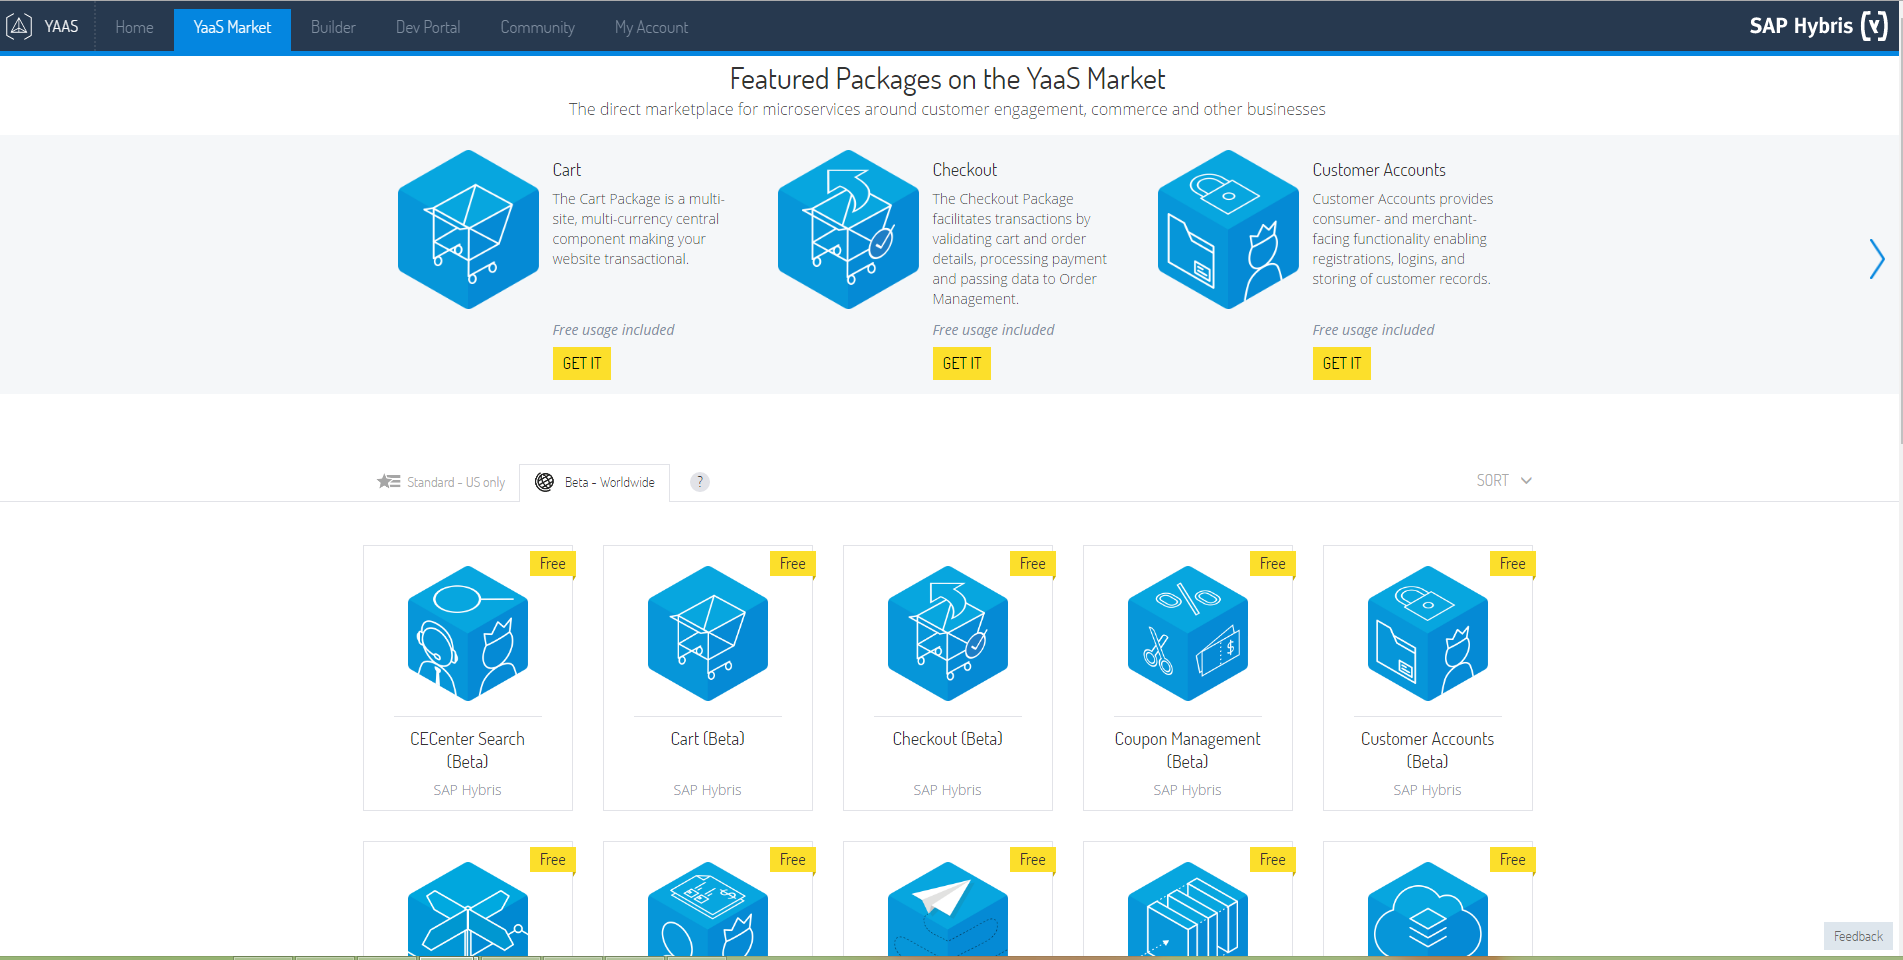 YAAS
Home
YaaS Market
Builder
Dev Portal
Community
My Account
SAP Hybris (Y)
Featured Packages on the YaaS Market
The direct marketplace for microservices around customer engagement, commerce and other businesses
Cart
The Cart Package is a multi-
site, multi-currency central
component making your
website transactional.
Free usage included
GET IT
Checkout
The Checkout Package
facilitates transactions by
validating cart and order
details, processing payment
and passing data to Order
Management.
Free usage included
GET IT
Customer Accounts
Customer Accounts provides
consumer- and merchant-
facing functionality enabling
registrations, logins, and
storing of customer records.
Free usage included
GET IT
Standard - US only
Beta - Worldwide
?
SORT
Free
CECenter Search
(Beta)
SAP Hybris
Free
Cart (Beta)
SAP Hybris
Free
Checkout (Beta)
SAP Hybris
Free
%
$
Coupon Management
(Beta)
SAP Hybris
Free
Customer Accounts
(Beta)
SAP Hybris
Free
Free
Free
Free
Free
Feedback